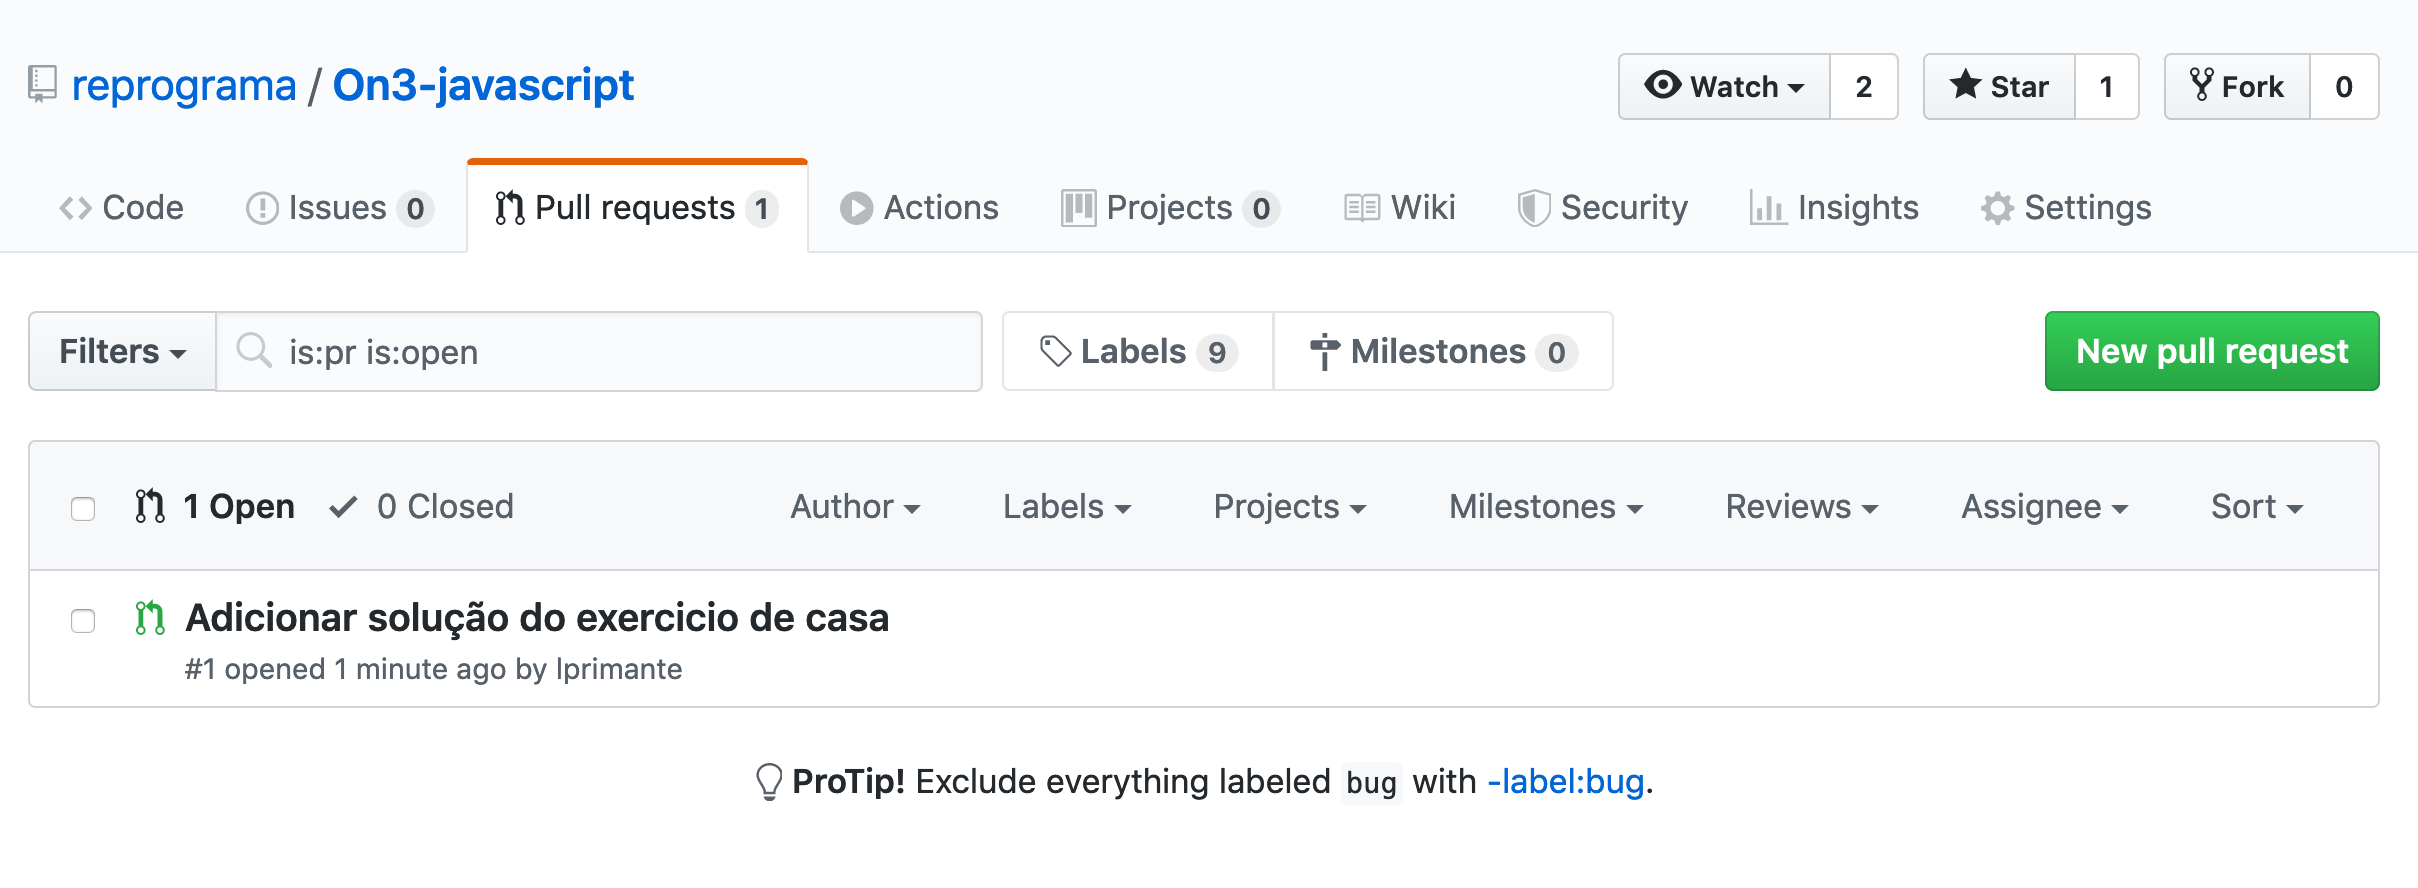 reprograma / On3-javascript Watch 2 Star 1 Fork 0
Code Issues 0 Pull requests 1 Actions Projects 0 Wiki Security Insights Settings
Filters is:pr is:open Labels 9 Milestones 0 New pull request
1 Open 0 Closed Author Labels Projects Milestones Reviews Assignee Sort
Adicionar solução do exercicio de casa
#1 opened 1 minute ago by lprimante
ProTip! Exclude everything labeled bug with -label:bug.